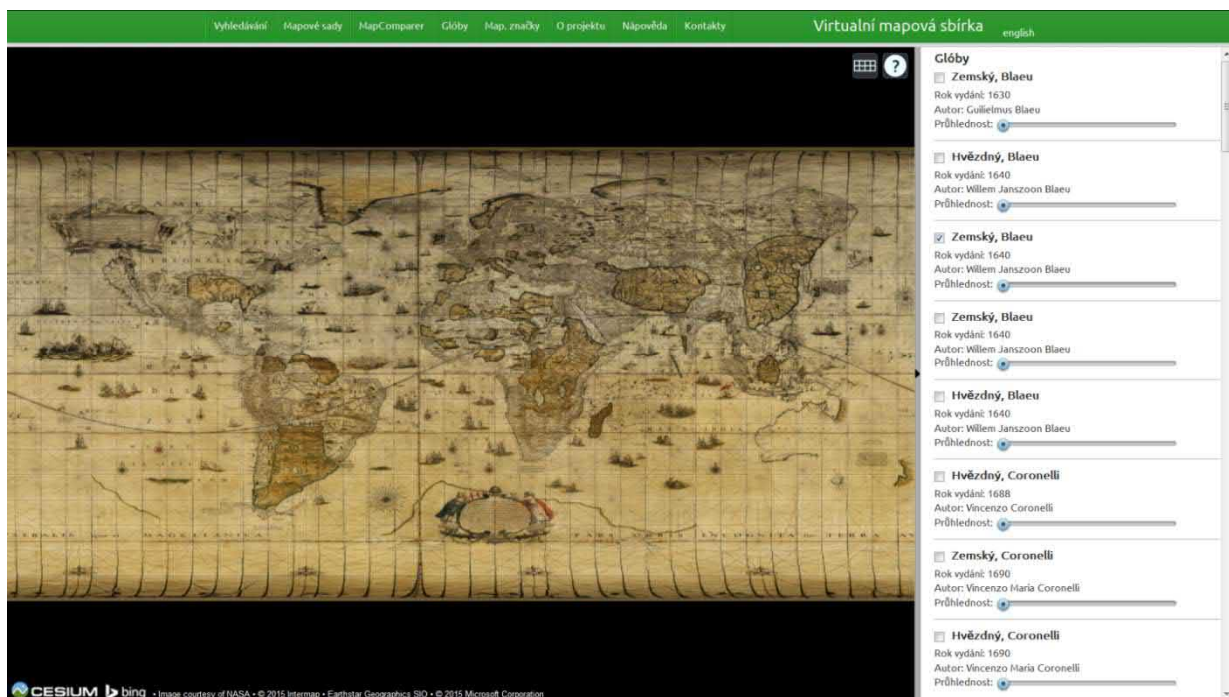 Vyhledávání Mapové sady MapComparer Glóby Map. značky O projektu Nápověda Kontakty Virtualní mapová sbírka english
Glóby
Zemský, Blaeu
Rok vydání: 1630
Autor: Guilielmus Blaeu
Průhlednost:
Hvězdný, Blaeu
Rok vydání: 1640
Autor: Willem Janszoon Blaeu
Průhlednost:
Zemský, Blaeu
Rok vydání: 1640
Autor: Willem Janszoon Blaeu
Průhlednost:
Zemský, Blaeu
Rok vydání: 1640
Autor: Willem Janszoon Blaeu
Průhlednost:
Hvězdný, Blaeu
Rok vydání: 1640
Autor: Willem Janszoon Blaeu
Průhlednost:
Hvězdný, Coronelli
Rok vydání: 1688
Autor: Vincenzo Coronelli
Průhlednost:
Zemský, Coronelli
Rok vydání: 1690
Autor: Vincenzo Maria Coronelli
Průhlednost:
Hvězdný, Coronelli
Rok vydání: 1690
Autor: Vincenzo Maria Coronelli
Průhlednost:
MAGELLANICA
CESIUM bing • Image courtesy of NASA • © 2015 Intermap • Earthstar Geographics SIO • © 2015 Microsoft Corporation